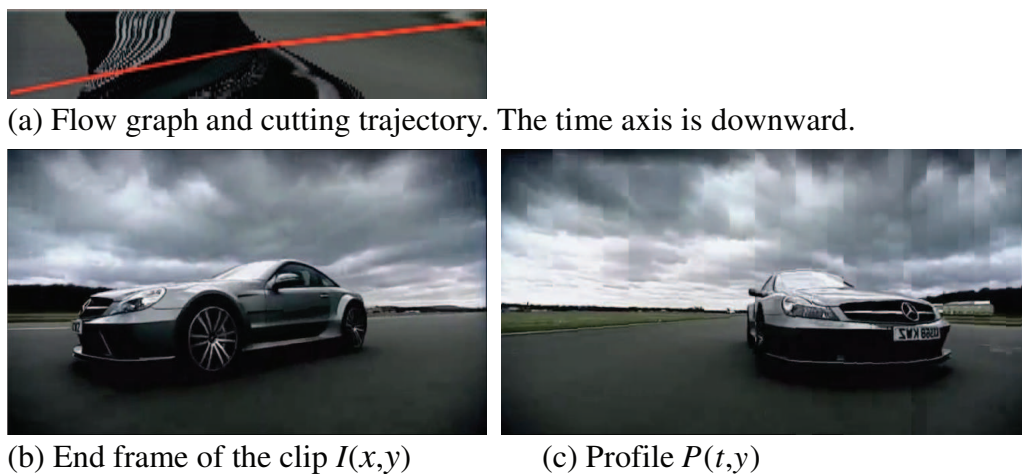 (a) Flow graph and cutting trajectory. The time axis is downward.
(b) End frame of the clip I(x,y)
(c) Profile P(t,y)